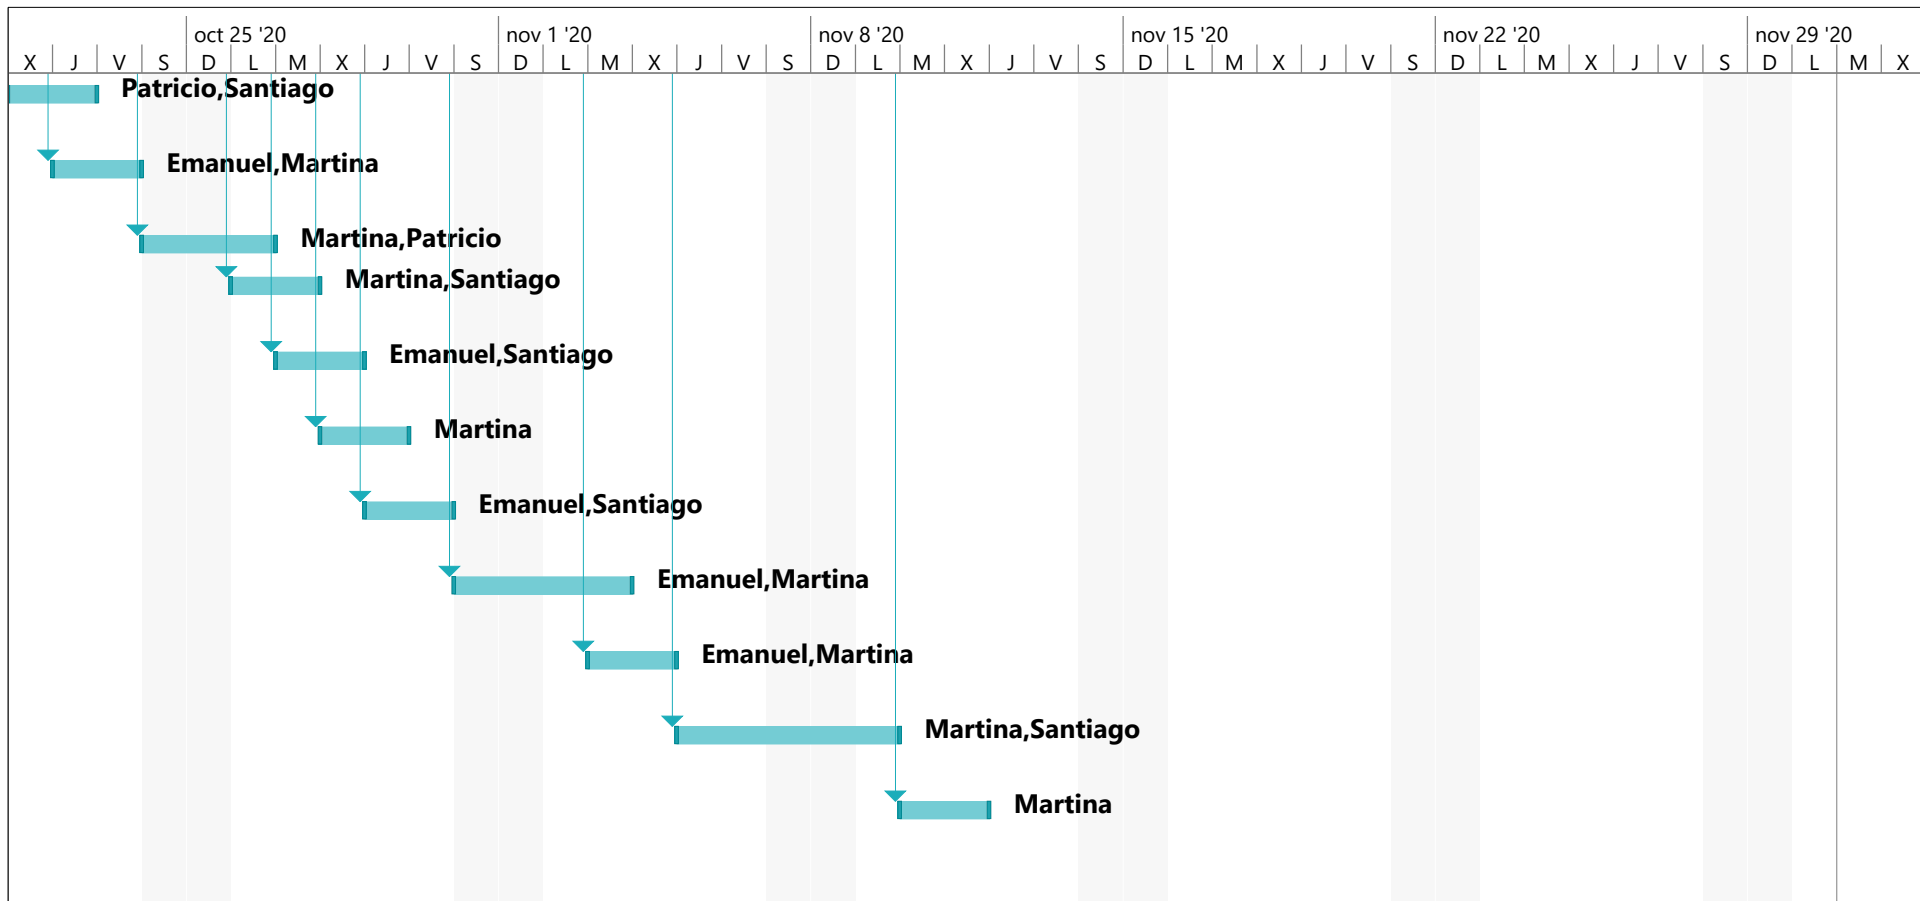 oct 25 '20 nov 1 '20 nov 8 '20 nov 15 '20 nov 22 '20 nov 29 '20
X J V S D L M X J V S D L M X J V S D L M X J V S D L M X J V S D L M X J V S D L M X
Patricio,Santiago
Emanuel,Martina
Martina,Patricio
Martina,Santiago
Emanuel,Santiago
Martina
Emanuel,Santiago
Emanuel,Martina
Emanuel,Martina
Martina,Santiago
Martina